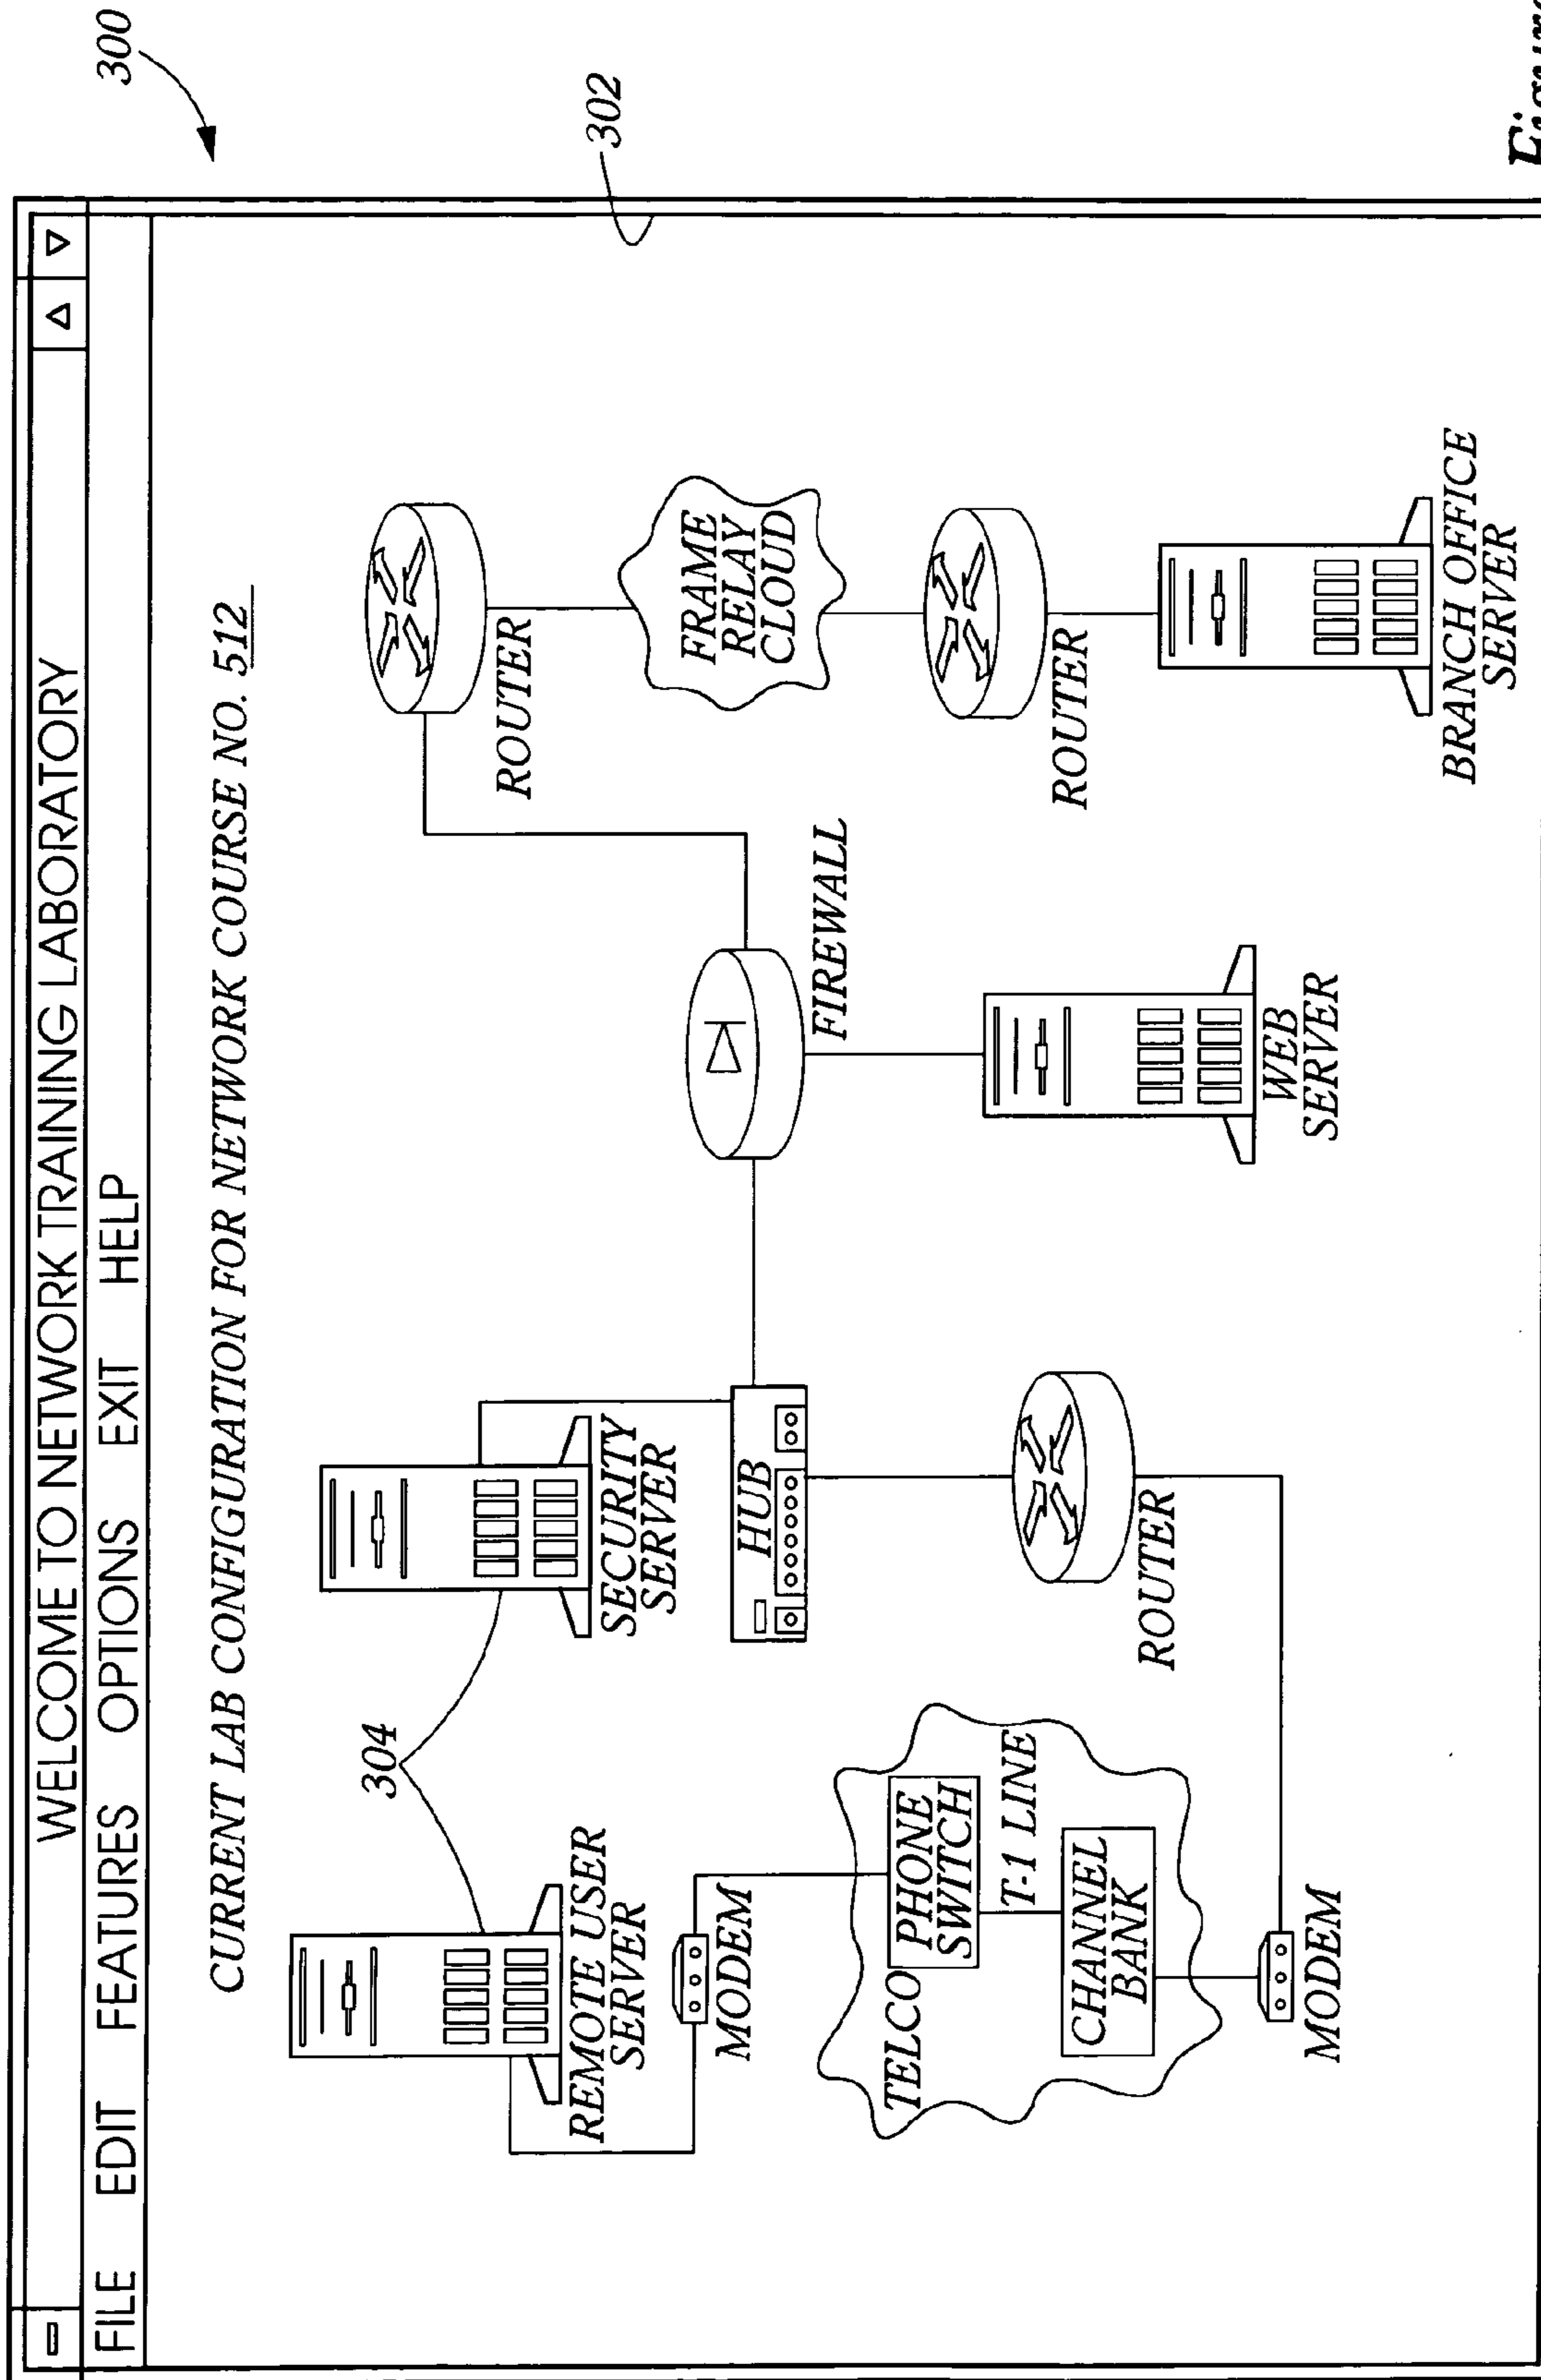 300
WELCOME TO NETWORK TRAINING LABORATORY
FILE EDIT FEATURES OPTIONS EXIT HELP
CURRENT LAB CONFIGURATION FOR NETWORK COURSE NO. 512
304
302
REMOTE USER
SERVER
SECURITY
SERVER
ROUTER
MODEM
HUB
FIREWALL
FRAME
RELAY
CLOUD
TELCO
PHONE
SWITCH
T-1 LINE
CHANNEL
BANK
ROUTER
WEB
SERVER
ROUTER
MODEM
BRANCH OFFICE
SERVER